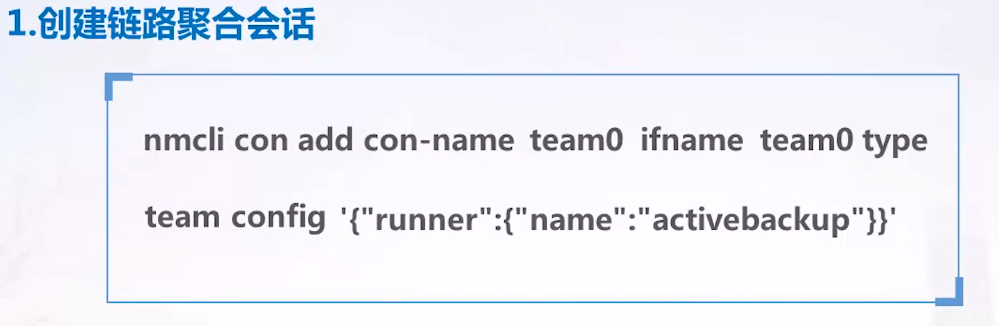 1.创建链路聚合会话
nmcli con add con-name team0 ifname team0 type
team config '{"runner":{"name":"activebackup"}}'